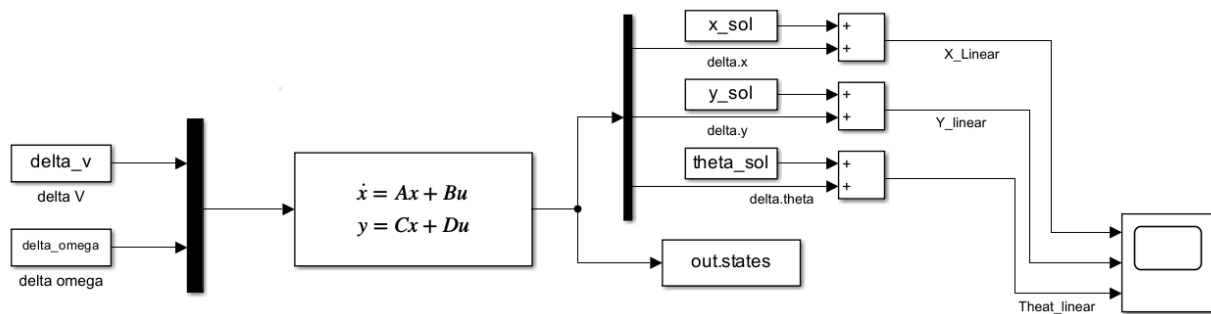 x_sol
+
+
delta.x
X_Linear
y_sol
+
+
delta.y
Y_linear
delta_v
delta V
theta_sol
+
+
delta.theta
ẋ = Ax + Bu
y = Cx + Du
delta_omega
delta omega
out.states
Theat_linear